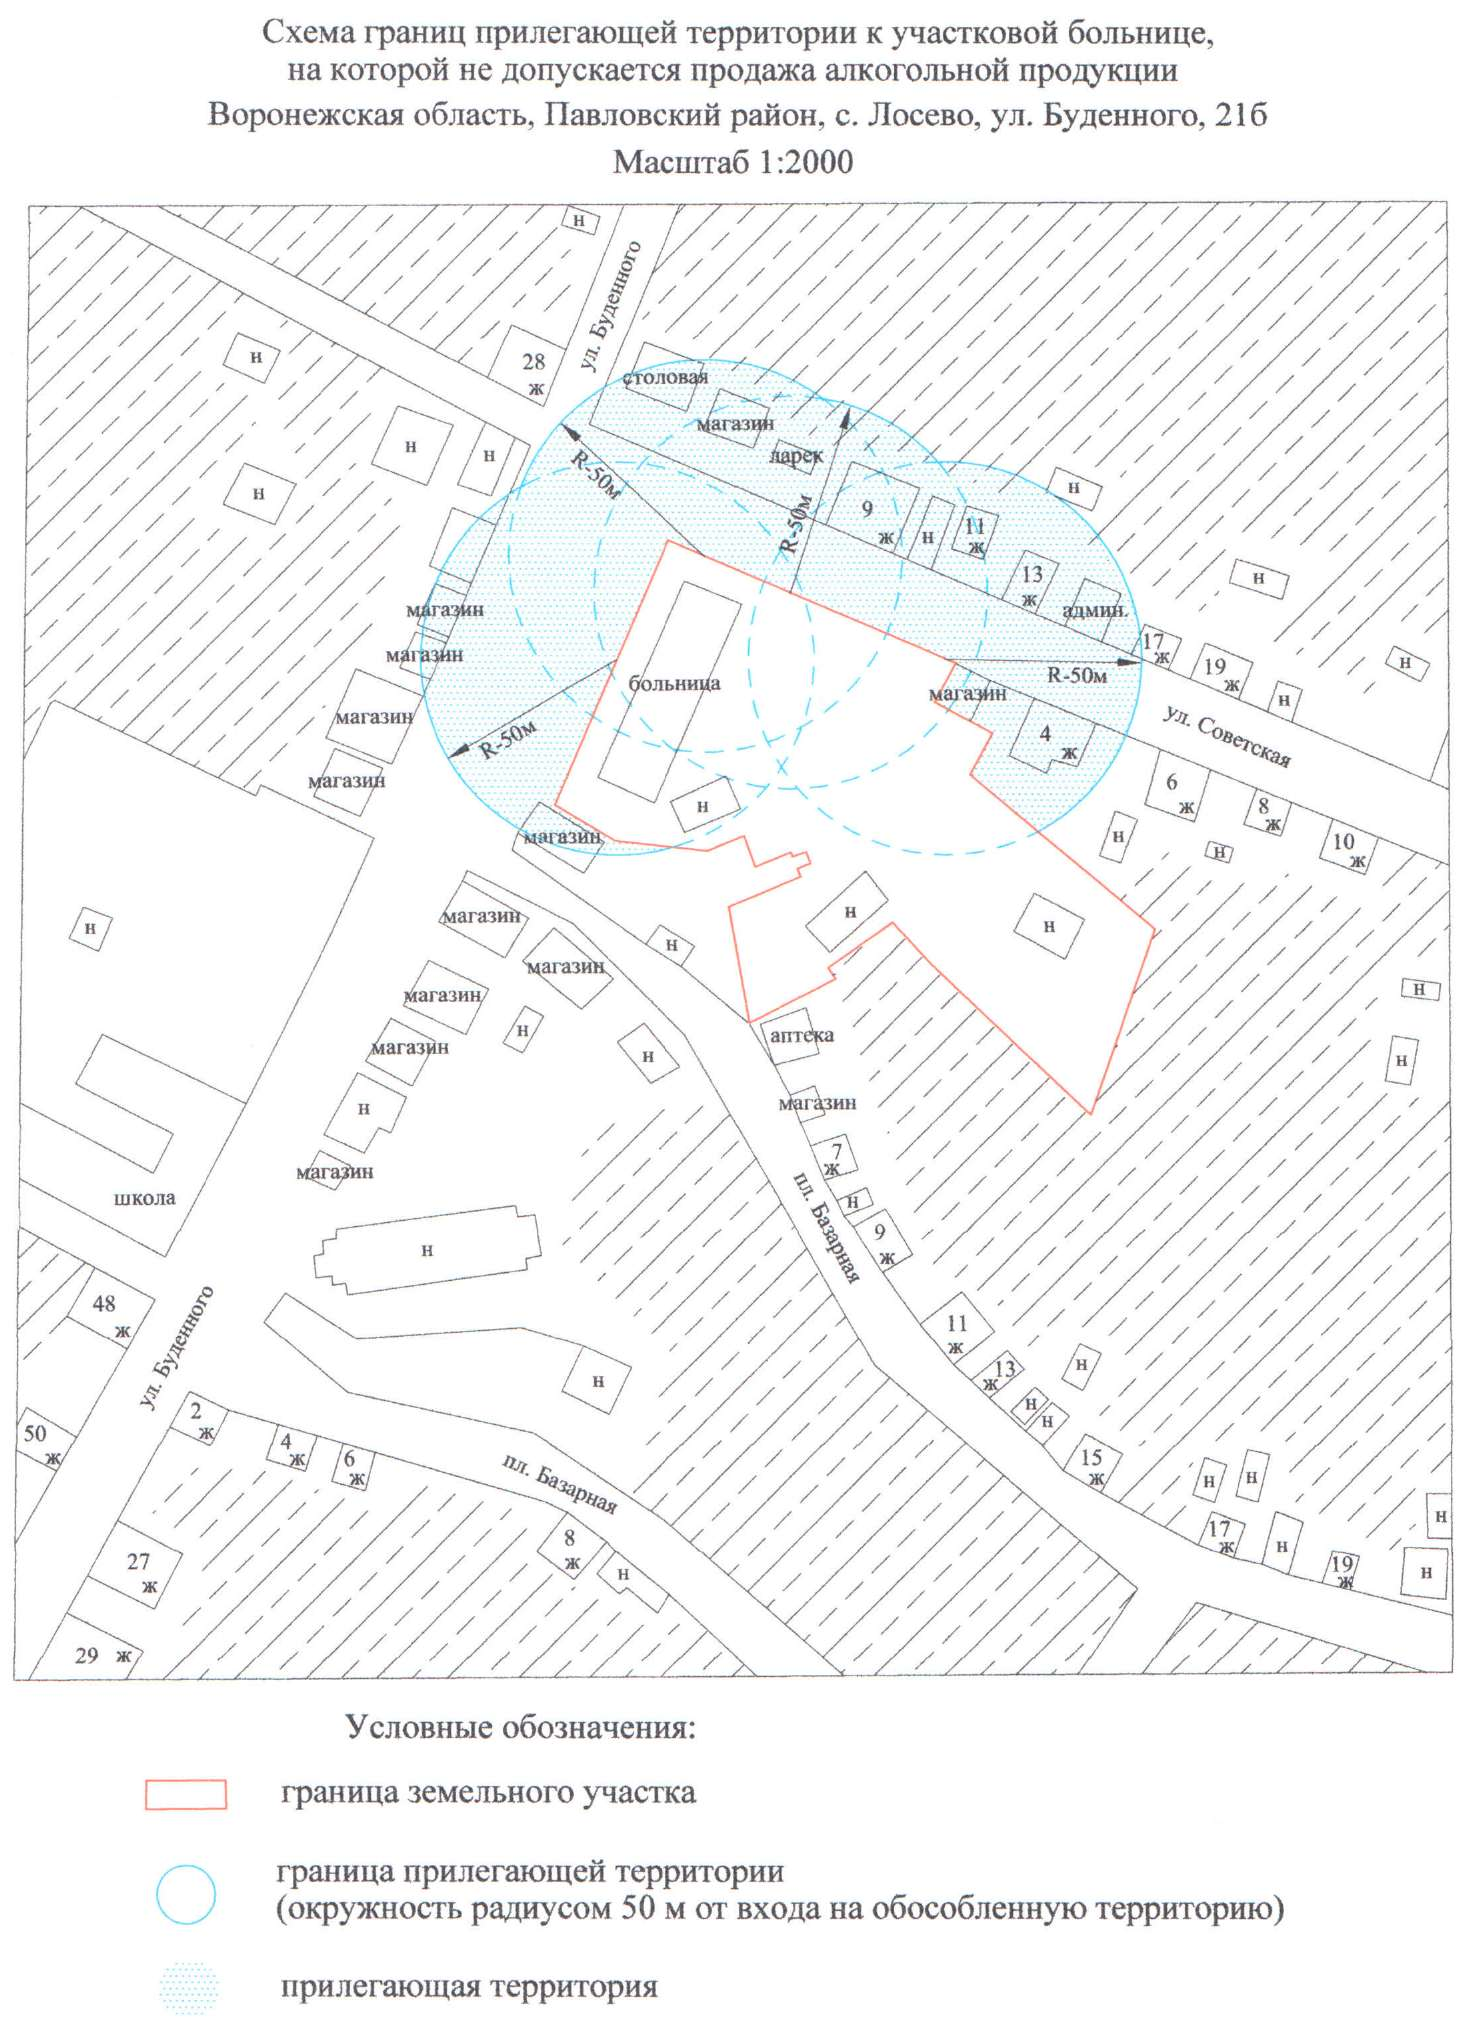 Схема границ прилегающей территории к участковой больнице,
на которой не допускается продажа алкогольной продукции
Воронежская область, Павловский район, с. Лосево, ул. Буденного, 21б
Масштаб 1:2000
н
ул. Буденного
28
ж
н
столовая
магазин
ларек
н
н
н
R-50м
R-50м
9
ж
н
11
ж
н
13
ж
админ.
н
магазин
магазин
17
ж
19
ж
н
н
больница
R-50м
магазин
R-50м
магазин
магазин
4
ж
ул. Советская
6
ж
8
ж
10
ж
н
н
н
магазин
н
магазин
н
н
н
магазин
магазин
н
магазин
н
н
аптека
н
магазин
н
магазин
7
ж
н
магазин
школа
пл. Базарная
9
ж
н
48
ж
ул. Буденного
11
ж
13
ж
н
н
н
н
2
ж
4
ж
6
ж
50
ж
пл. Базарная
15
ж
н
н
н
8
ж
н
17
ж
н
19
ж
н
27
ж
29 ж
Условные обозначения:
граница земельного участка
граница прилегающей территории
(окружность радиусом 50 м от входа на обособленную территорию)
прилегающая территория